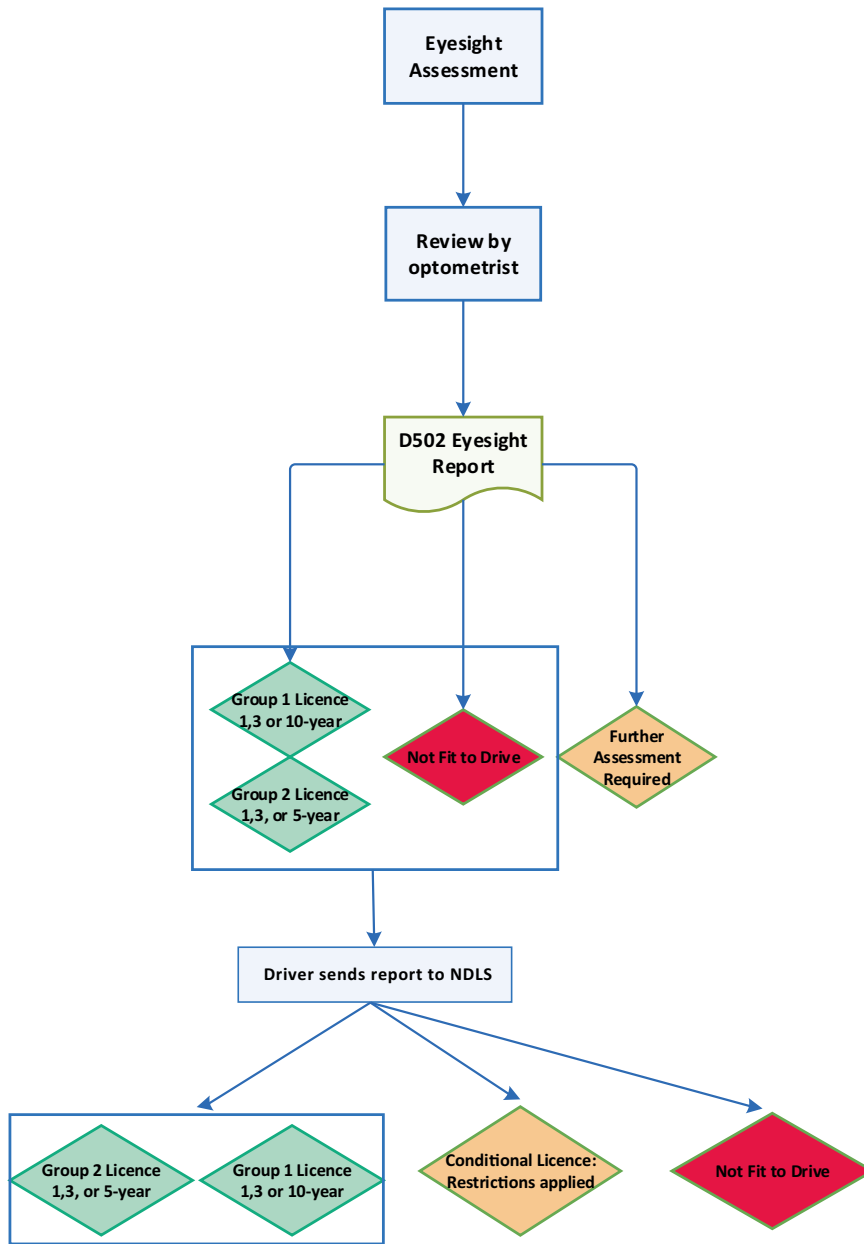 Eyesight
Assessment
Review by
optometrist
D502 Eyesight
Report
Group 1 Licence
1,3 or 10-year
Group 2 Licence
1,3, or 5-year
Not Fit to Drive
Further
Assessment
Required
Driver sends report to NDLS
Group 2 Licence
1,3, or 5-year
Group 1 Licence
1,3 or 10-year
Conditional Licence:
Restrictions applied
Not Fit to Drive